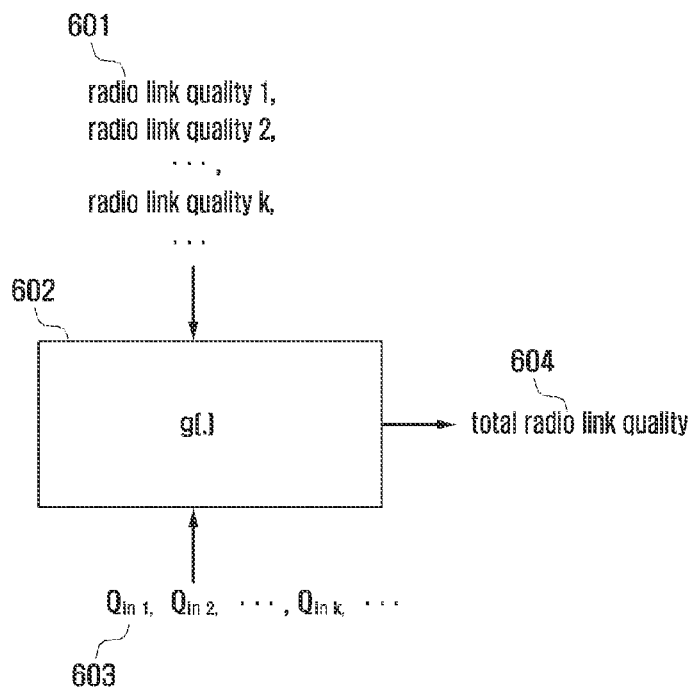 601
radio link quality 1,
radio link quality 2,
··· ,
radio link quality k,
···
602
g(.)
604
total radio link quality
Qin 1, Qin 2, ··· , Qin k, ···
603